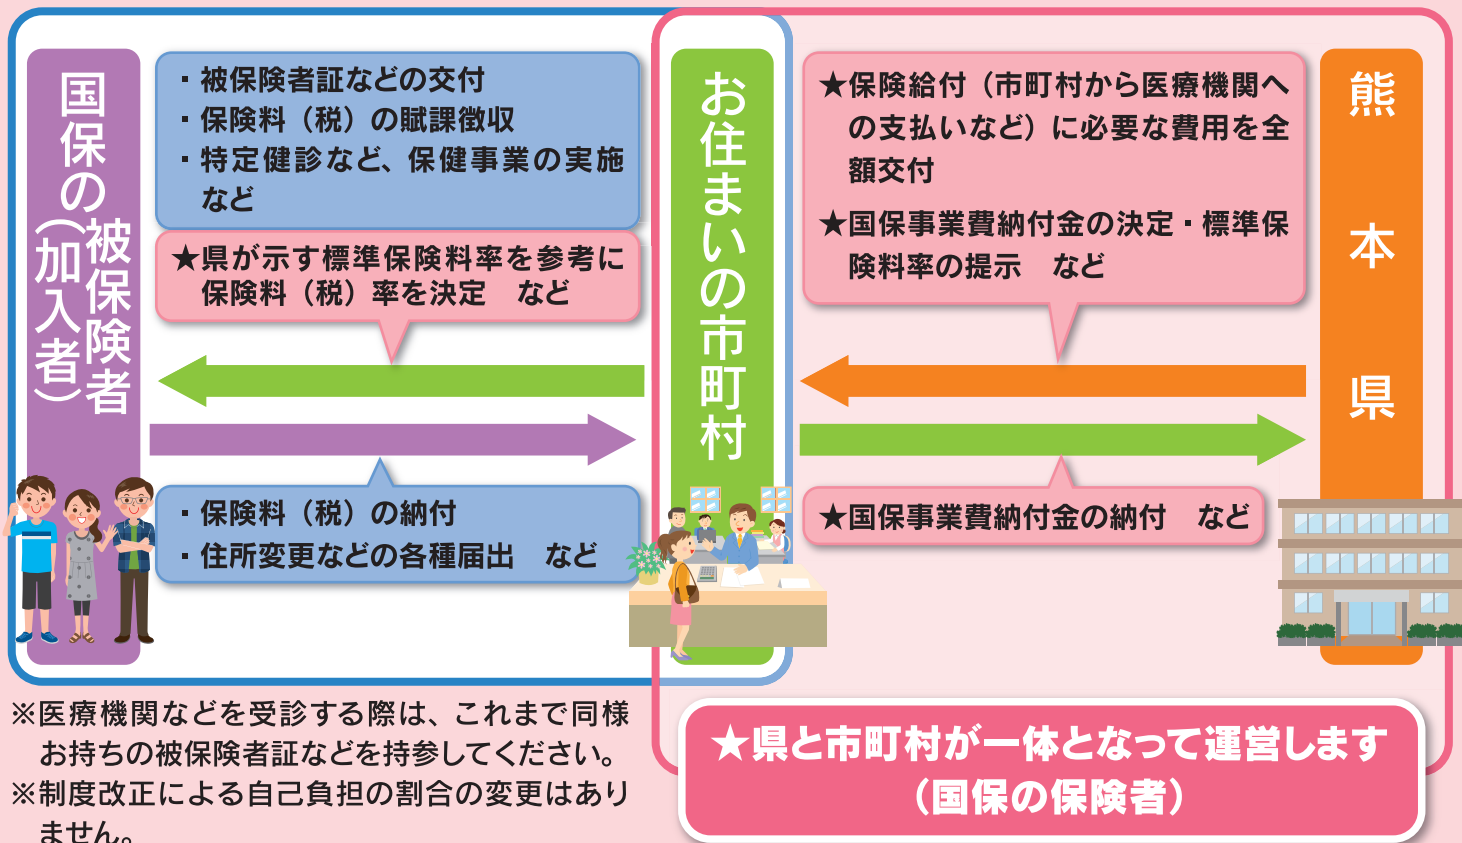 国保の被保険者
（加入者）
・被保険者証などの交付
・保険料（税）の賦課徴収
・特定健診など、保健事業の実施
など
★県が示す標準保険料率を参考に
保険料（税）率を決定　など
・保険料（税）の納付
・住所変更などの各種届出　など
お住まいの市町村
★保険給付（市町村から医療機関へ
の支払いなど）に必要な費用を全
額交付
★国保事業費納付金の決定・標準保
険料率の提示　など
★国保事業費納付金の納付　など
熊本県
※医療機関などを受診する際は、これまで同様
お持ちの被保険者証などを持参してください。
※制度改正による自己負担の割合の変更はあり
ません。
★県と市町村が一体となって運営します
（国保の保険者）